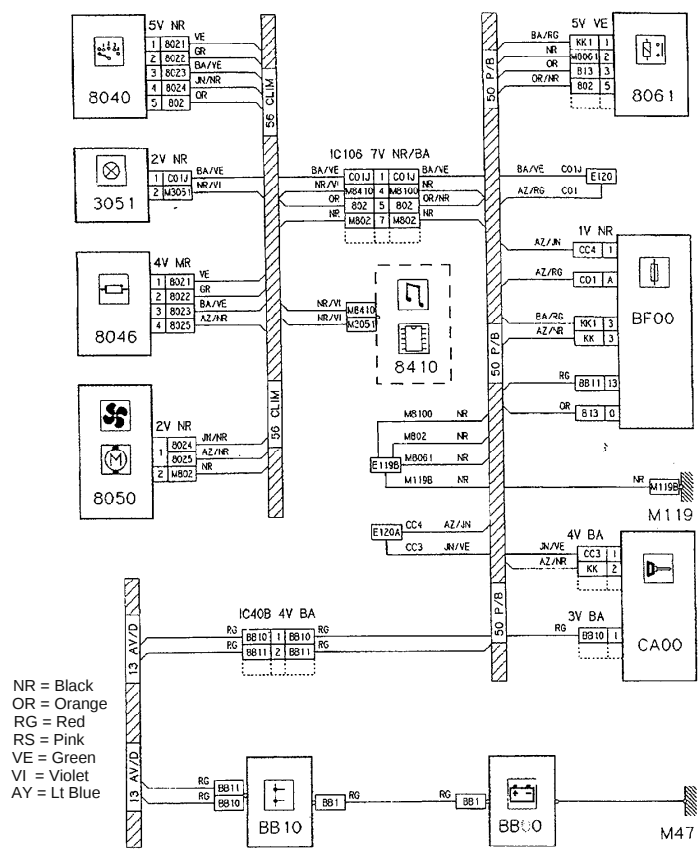 5V NR
8040
1 8021 VE
2 8022 GR
3 8023 BA/VE
4 8024 JN/NR
5 802 OR
56 CLIM
50 P/B
5V VE
BA/RG KK1 1
NR M8061 2
OR B13 3
OR/NR 802 5
8061
2V NR
3051
1 C01J BA/VE
2 M3051 NR/VI
IC106 7V NR/BA
BA/VE C01J 1 C01J BA/VE
NR/VI M8410 4 M8100 NR
OR 802 5 802 OR/NR
NR M802 7 M802 NR
BA/VE C01J E120
AZ/RG C01
4V MR
8046
1 8021 VE
2 8022 GR
3 8023 BA/VE
4 8025 AZ/NR
NR/VI M8410
NR/VI M2051
8410
50 P/B
1V NR
AZ/JN CC4 1
AZ/RG C01 A
BA/RG KK1 3
AZ/NR KK 3
RG BB11 13
OR B13 0
BF00
56 CLIM
2V NR
8050
M
1 8024 JN/NR
8025 AZ/NR
2 M802 NR
M8100 NR
M802 NR
E119B M8061 NR
M119B NR
NR M119B
M119
E120A CC4 AZ/JN
CC3 JN/VE
4V BA
JN/VE CC3 1
AZ/NR KK 2
3V BA
RG BB10 1
CA00
50 P/B
13 AV/D
IC40B 4V BA
RG BB10 1 BB10 RG
RG BB11 2 BB11 RG
NR = Black
OR = Orange
RG = Red
RS = Pink
VE = Green
VI = Violet
AY = Lt Blue
13 AV/D
RG BB11
RG BB10
BB10
BB1 RG
RG BB1
BB00
M47